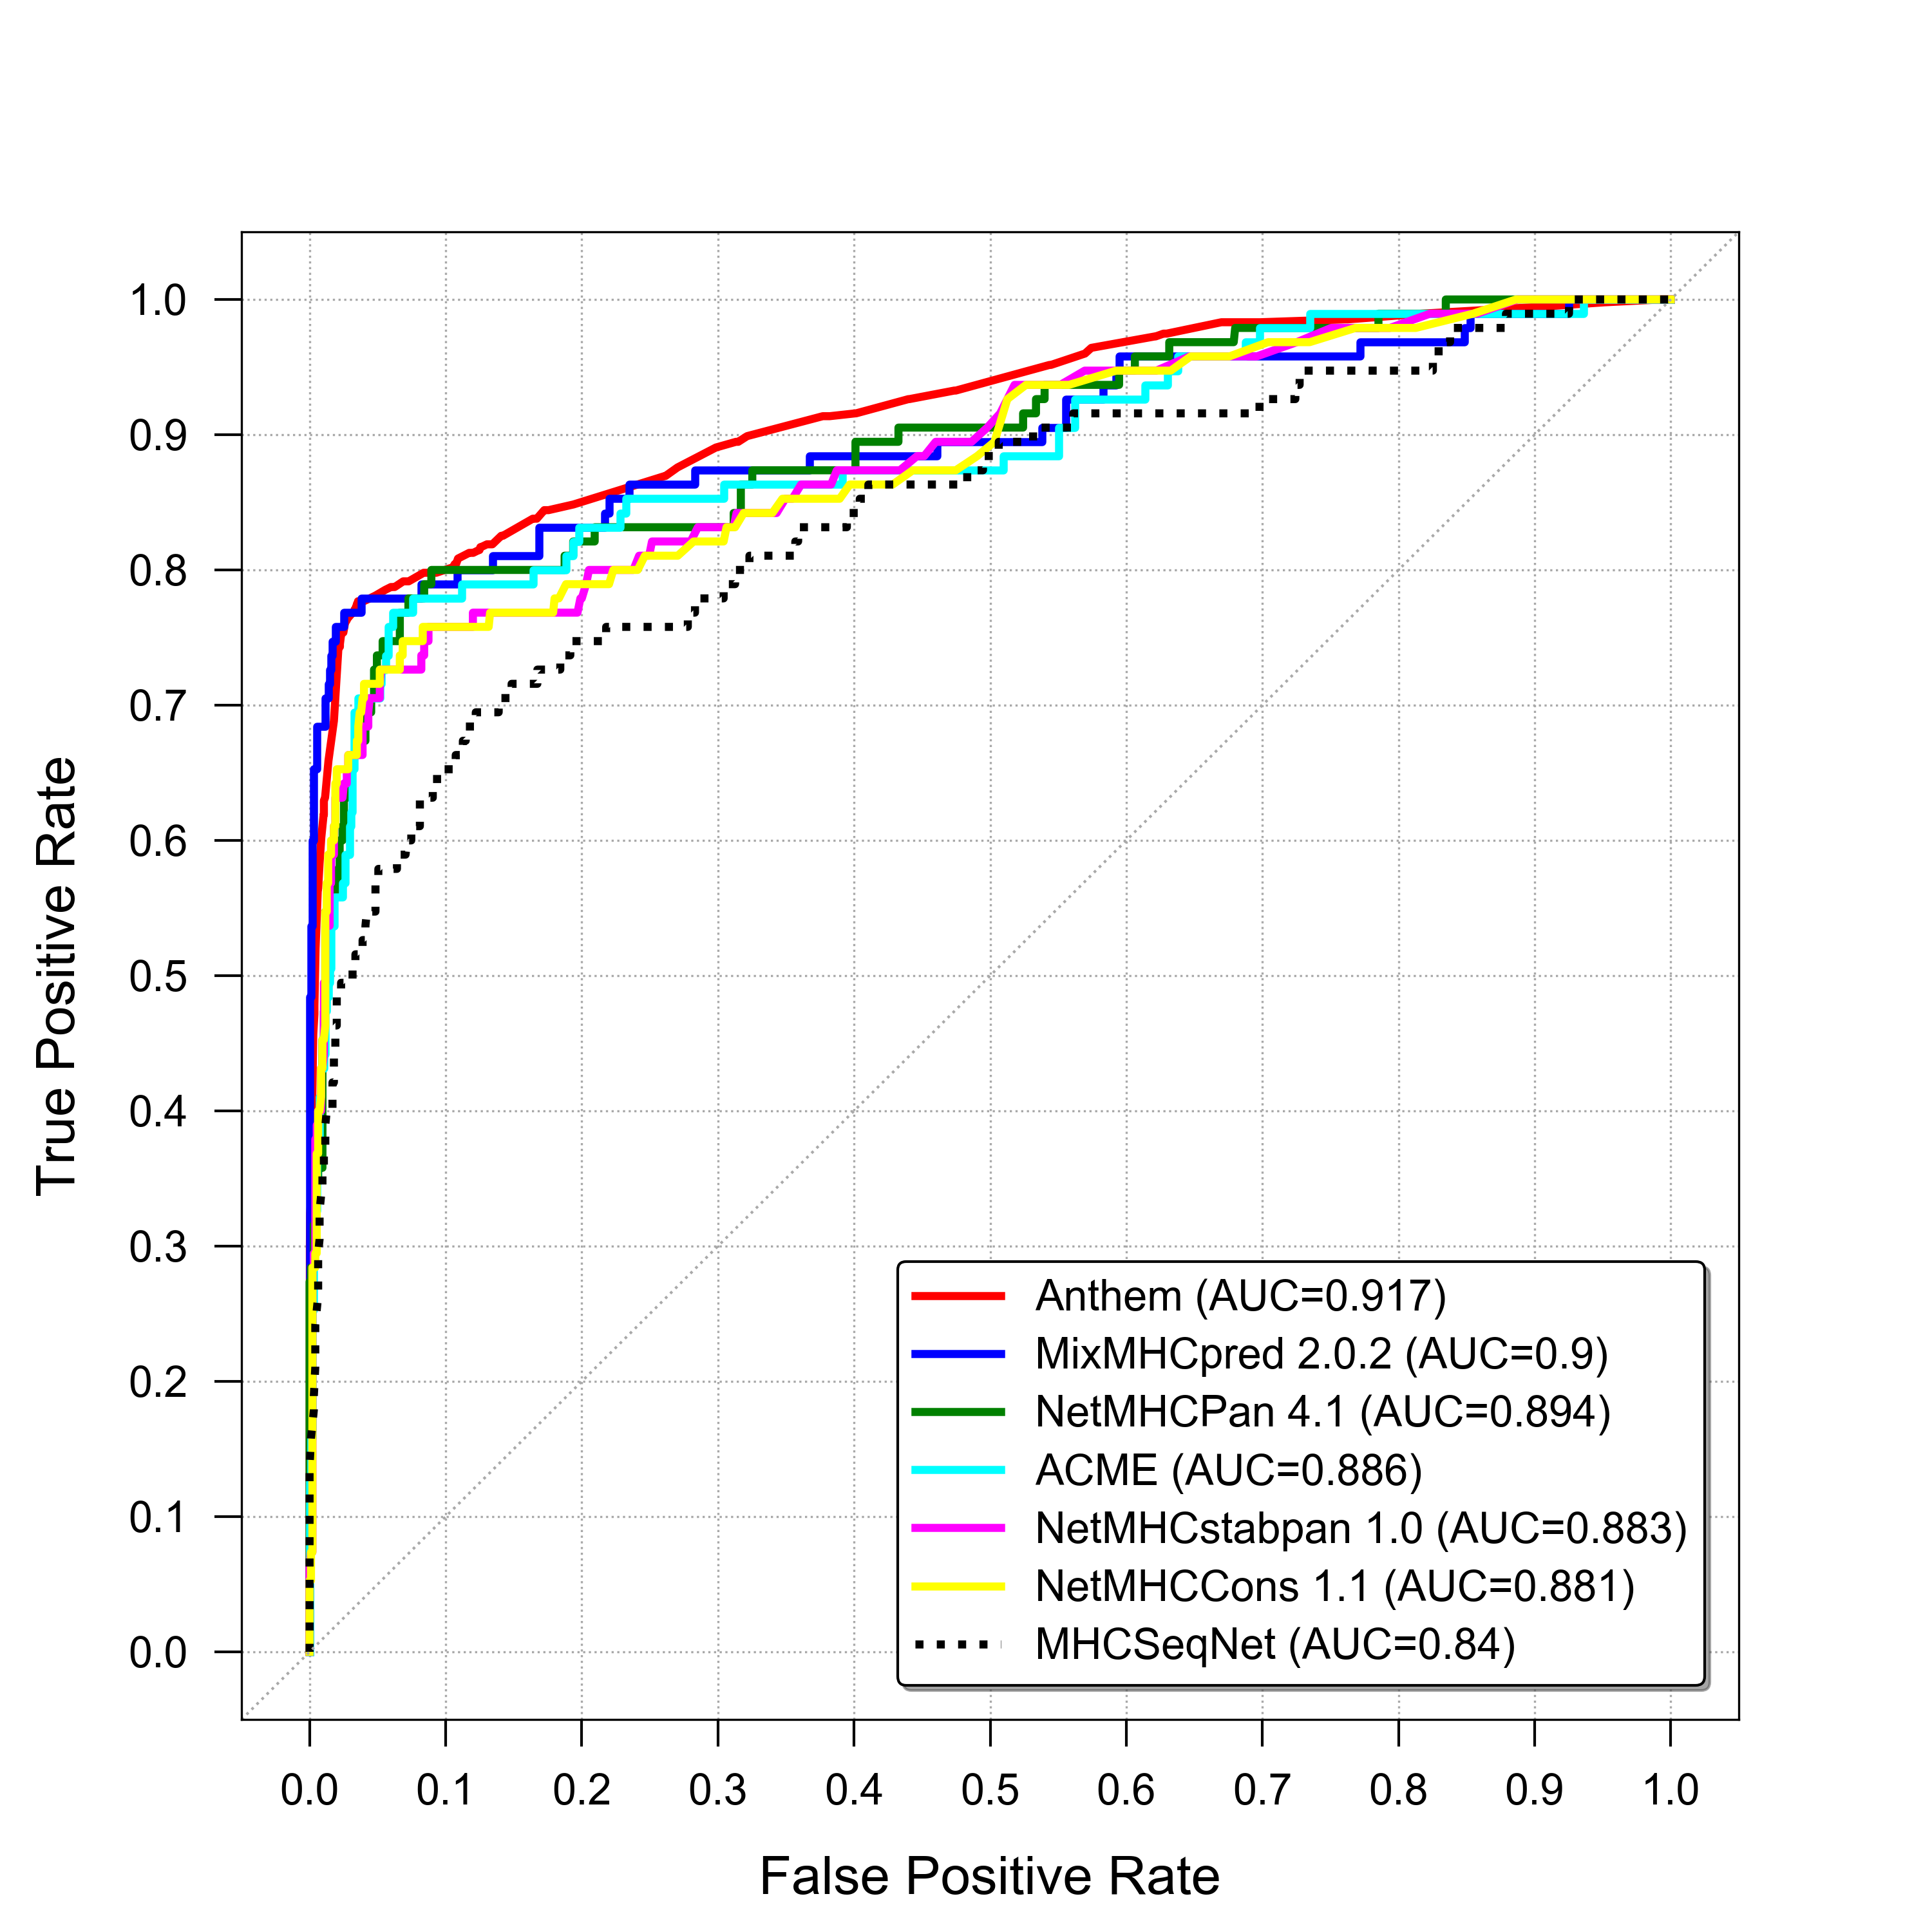 1.0
0.9
0.8
0.7
0.6
0.5
0.4
0.3
0.2
0.1
0.0
True Positive Rate
Anthem (AUC=0.917)
MixMHCpred 2.0.2 (AUC=0.9)
NetMHCPan 4.1 (AUC=0.894)
ACME (AUC=0.886)
NetMHCstabpan 1.0 (AUC=0.883)
NetMHCCons 1.1 (AUC=0.881)
MHCSeqNet (AUC=0.84)
0.0 0.1 0.2 0.3 0.4 0.5 0.6 0.7 0.8 0.9 1.0
False Positive Rate